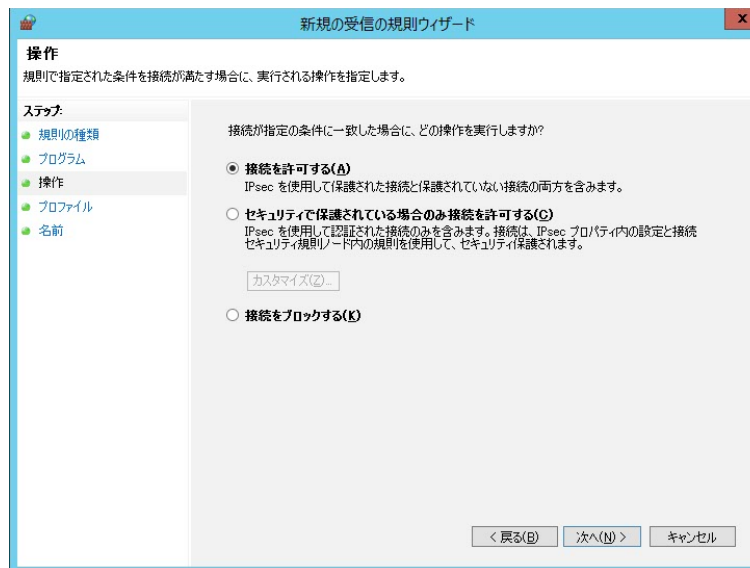 新規の受信の規則ウィザード
x
操作
規則で指定された条件を接続が満たす場合に、実行される操作を指定します。
ステップ:
規則の種類
プログラム
操作
プロファイル
名前
接続が指定の条件に一致した場合に、どの操作を実行しますか?
接続を許可する(A)
IPsec を使用して保護された接続と保護されていない接続の両方を含みます。
セキュリティで保護されている場合のみ接続を許可する(C)
IPsec を使用して認証された接続のみを含みます。接続は、IPsec プロパティ内の設定と接続
セキュリティ規則ノード内の規則を使用して、セキュリティ保護されます。
カスタマイズ(Z)...
接続をブロックする(K)
< 戻る(B) 次へ(N) > キャンセル